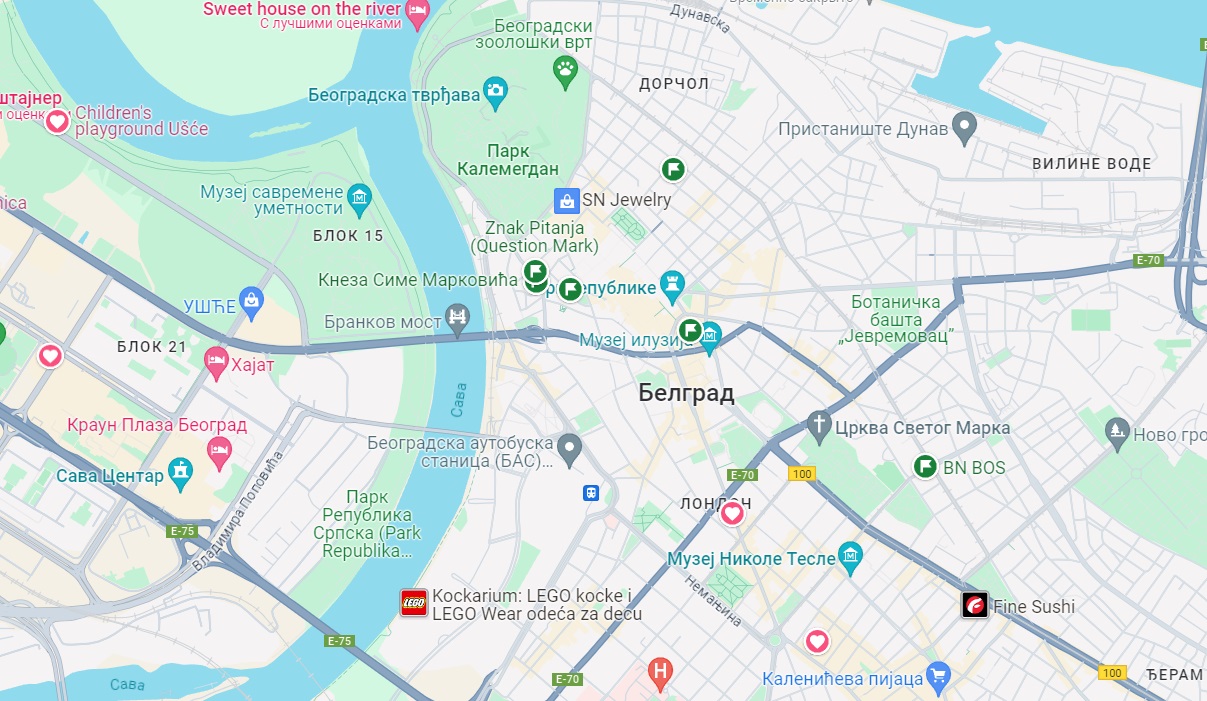 Sweet house on the river
С лучшими оценками
Дунавска
Београдски
зоолошки врт
ДОРЧОЛ
Београдска тврђава
штајнер
Children's
playground Ušće
Пристаниште Дунав
ВИЛИНЕ ВОДЕ
Парк
Калемегдан
Музеј савремене
уметности
SN Jewelry
БЛОК 15
Znak Pitanja
(Question Mark)
E-70
Кнеза Симе Марковића
епублике
УШЋЕ
Бранков мост
Ботаничка
башта
„Јевремовац”
Музеј илузија
БЛОК 21
Хајат
Сава
Белград
Краун Плаза Београд
Црква Светог Марка
Београдска аутобуска
станица (БАС)...
Ново гро
BN BOS
Сава Центар
E-70
100
Парк
Република
Српска (Park
Republika...
E-75
Владимира Поповића
Музеј Николе Тесле
Немањина
LEGO
Kockarium: LEGO kocke i
LEGO Wear odeća za decu
Fine Sushi
E-75
H
E-70
Каленићева пијаца
100
ЂЕРАМ
Сава